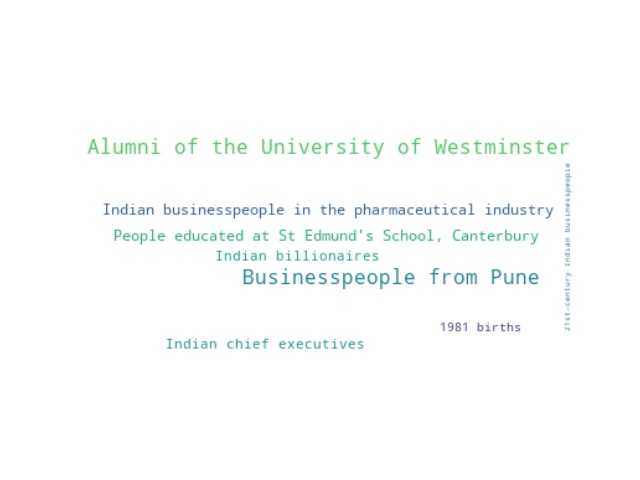 Alumni of the University of Westminster
21st-century Indian businesspeople
Indian businesspeople in the pharmaceutical industry
People educated at St Edmund's School, Canterbury
Indian billionaires
Businesspeople from Pune
1981 births
Indian chief executives